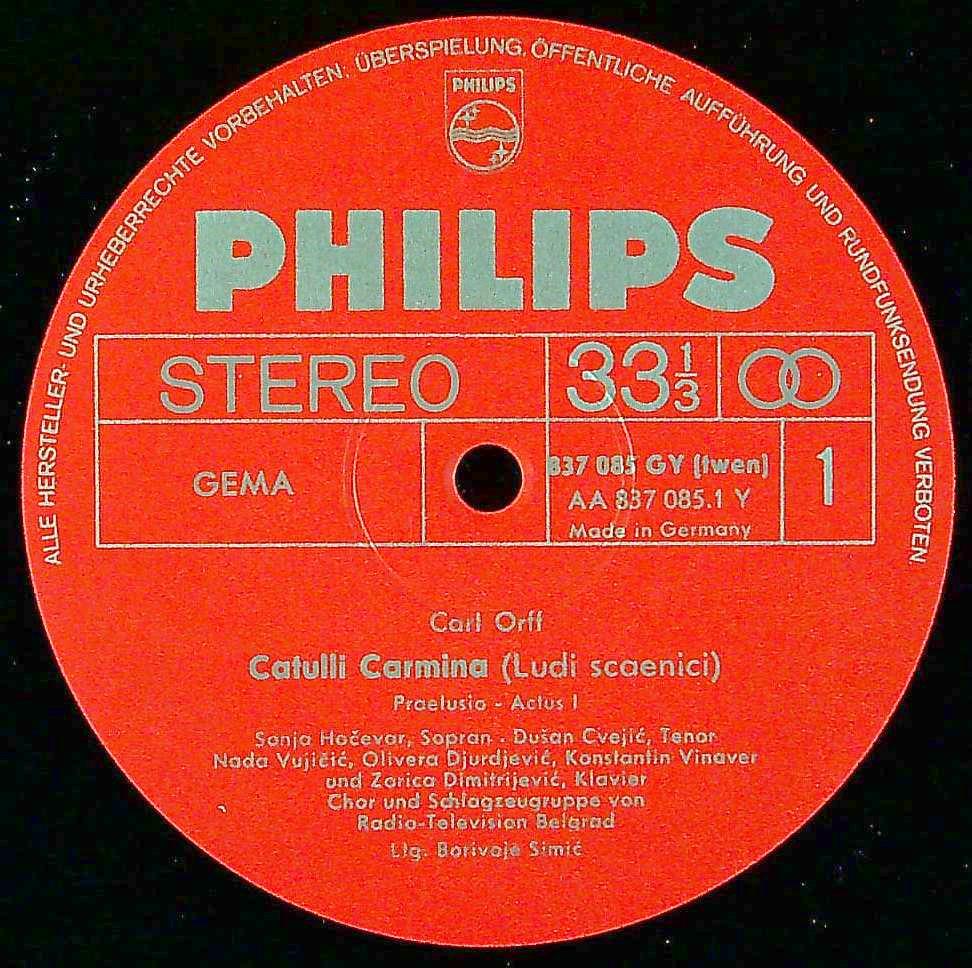 ALLE HERSTELLER- UND URHEBERRECHTE VORBEHALTEN. ÜBERSPIELUNG, ÖFFENTLICHE AUFFÜHRUNG UND RUNDFUNKSENDUNG VERBOTEN
PHILIPS
PHILIPS
STEREO 33 1/3
GEMA
837 085 GY (twen)
AA 837 085.1 Y
Made in Germany
1
Carl Orff
Catulli Carmina (Ludi scaenici)
Praelusio - Actus I
Sonja Hočevar, Sopran - Dušan Cvejić, Tenor
Nada Vujičić, Olivera Djurdjević, Konstantin Vinaver
und Zorica Dimitrijević, Klavier
Chor und Schlagzeugruppe von
Radio-Television Belgrad
Ltg. Borivoje Simić